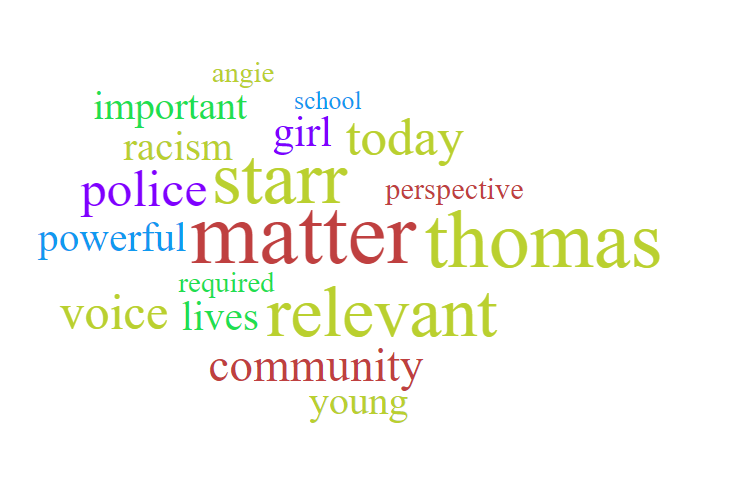 angie
important
school
racism
girl
today
police
starr
perspective
powerful
matter
thomas
required
voice
lives
relevant
community
young